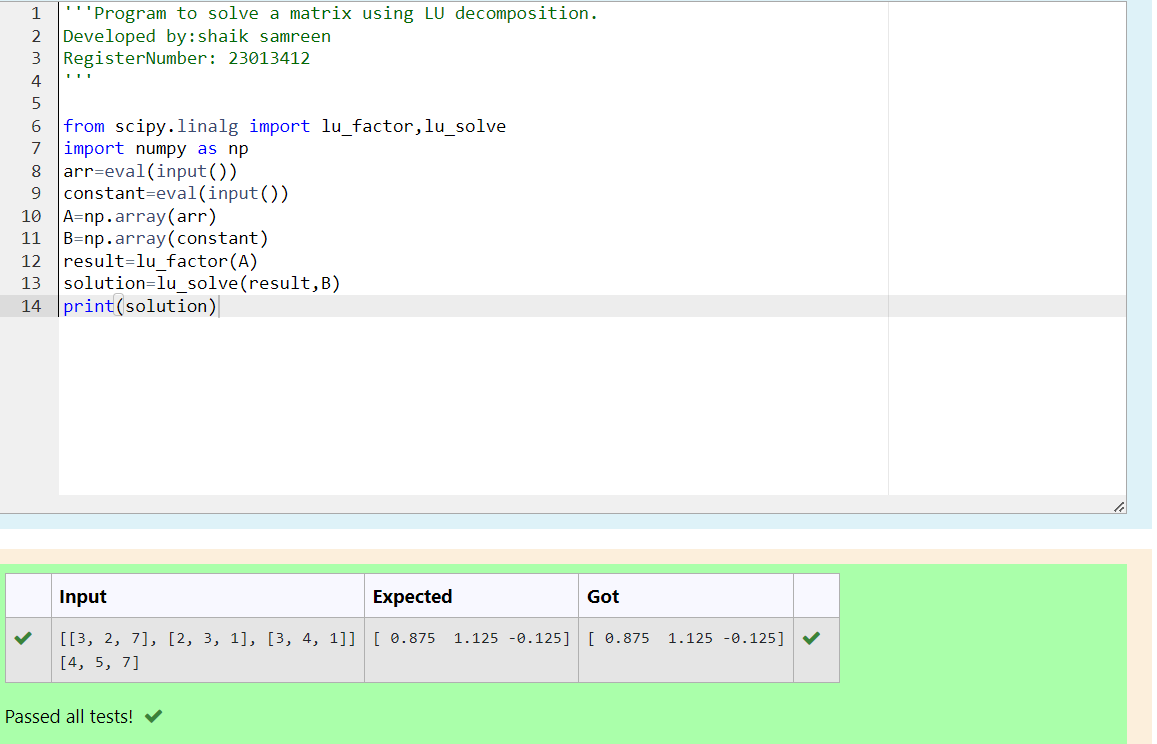 1 '''Program to solve a matrix using LU decomposition.
2 Developed by:shaik samreen
3 RegisterNumber: 23013412
4 '''
5
6 from scipy.linalg import lu_factor,lu_solve
7 import numpy as np
8 arr=eval(input())
9 constant=eval(input())
10 A=np.array(arr)
11 B=np.array(constant)
12 result=lu_factor(A)
13 solution=lu_solve(result,B)
14 print(solution)
Input Expected Got
[[3, 2, 7], [2, 3, 1], [3, 4, 1]] [ 0.875  1.125 -0.125] [ 0.875  1.125 -0.125]
[4, 5, 7]
Passed all tests!